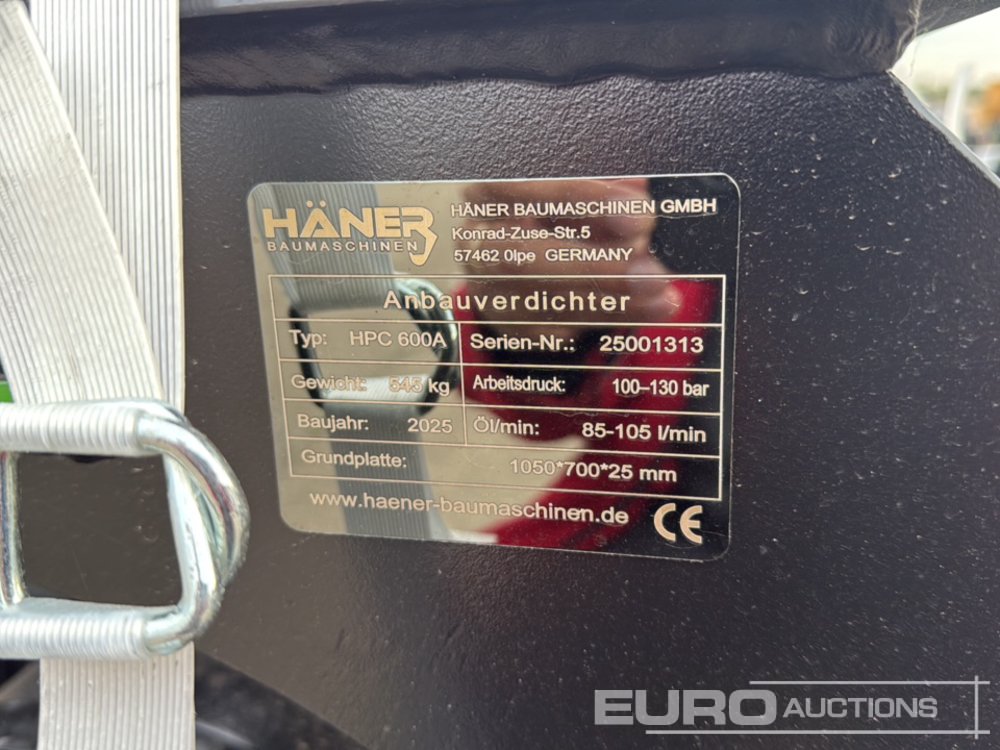 HÄNER
BAUMASCHINEN
HÄNER BAUMASCHINEN GMBH
Konrad-Zuse-Str.5
57462 Olpe GERMANY
Anbauverdichter
Typ: HPC 600A
Serien-Nr.: 25001313
Gewicht: 545 kg
Arbeitsdruck: 100-130 bar
Baujahr: 2025
Öl/min: 85-105 l/min
Grundplatte: 1050*700*25 mm
www.haener-baumaschinen.de
CE
EURO AUCTIONS